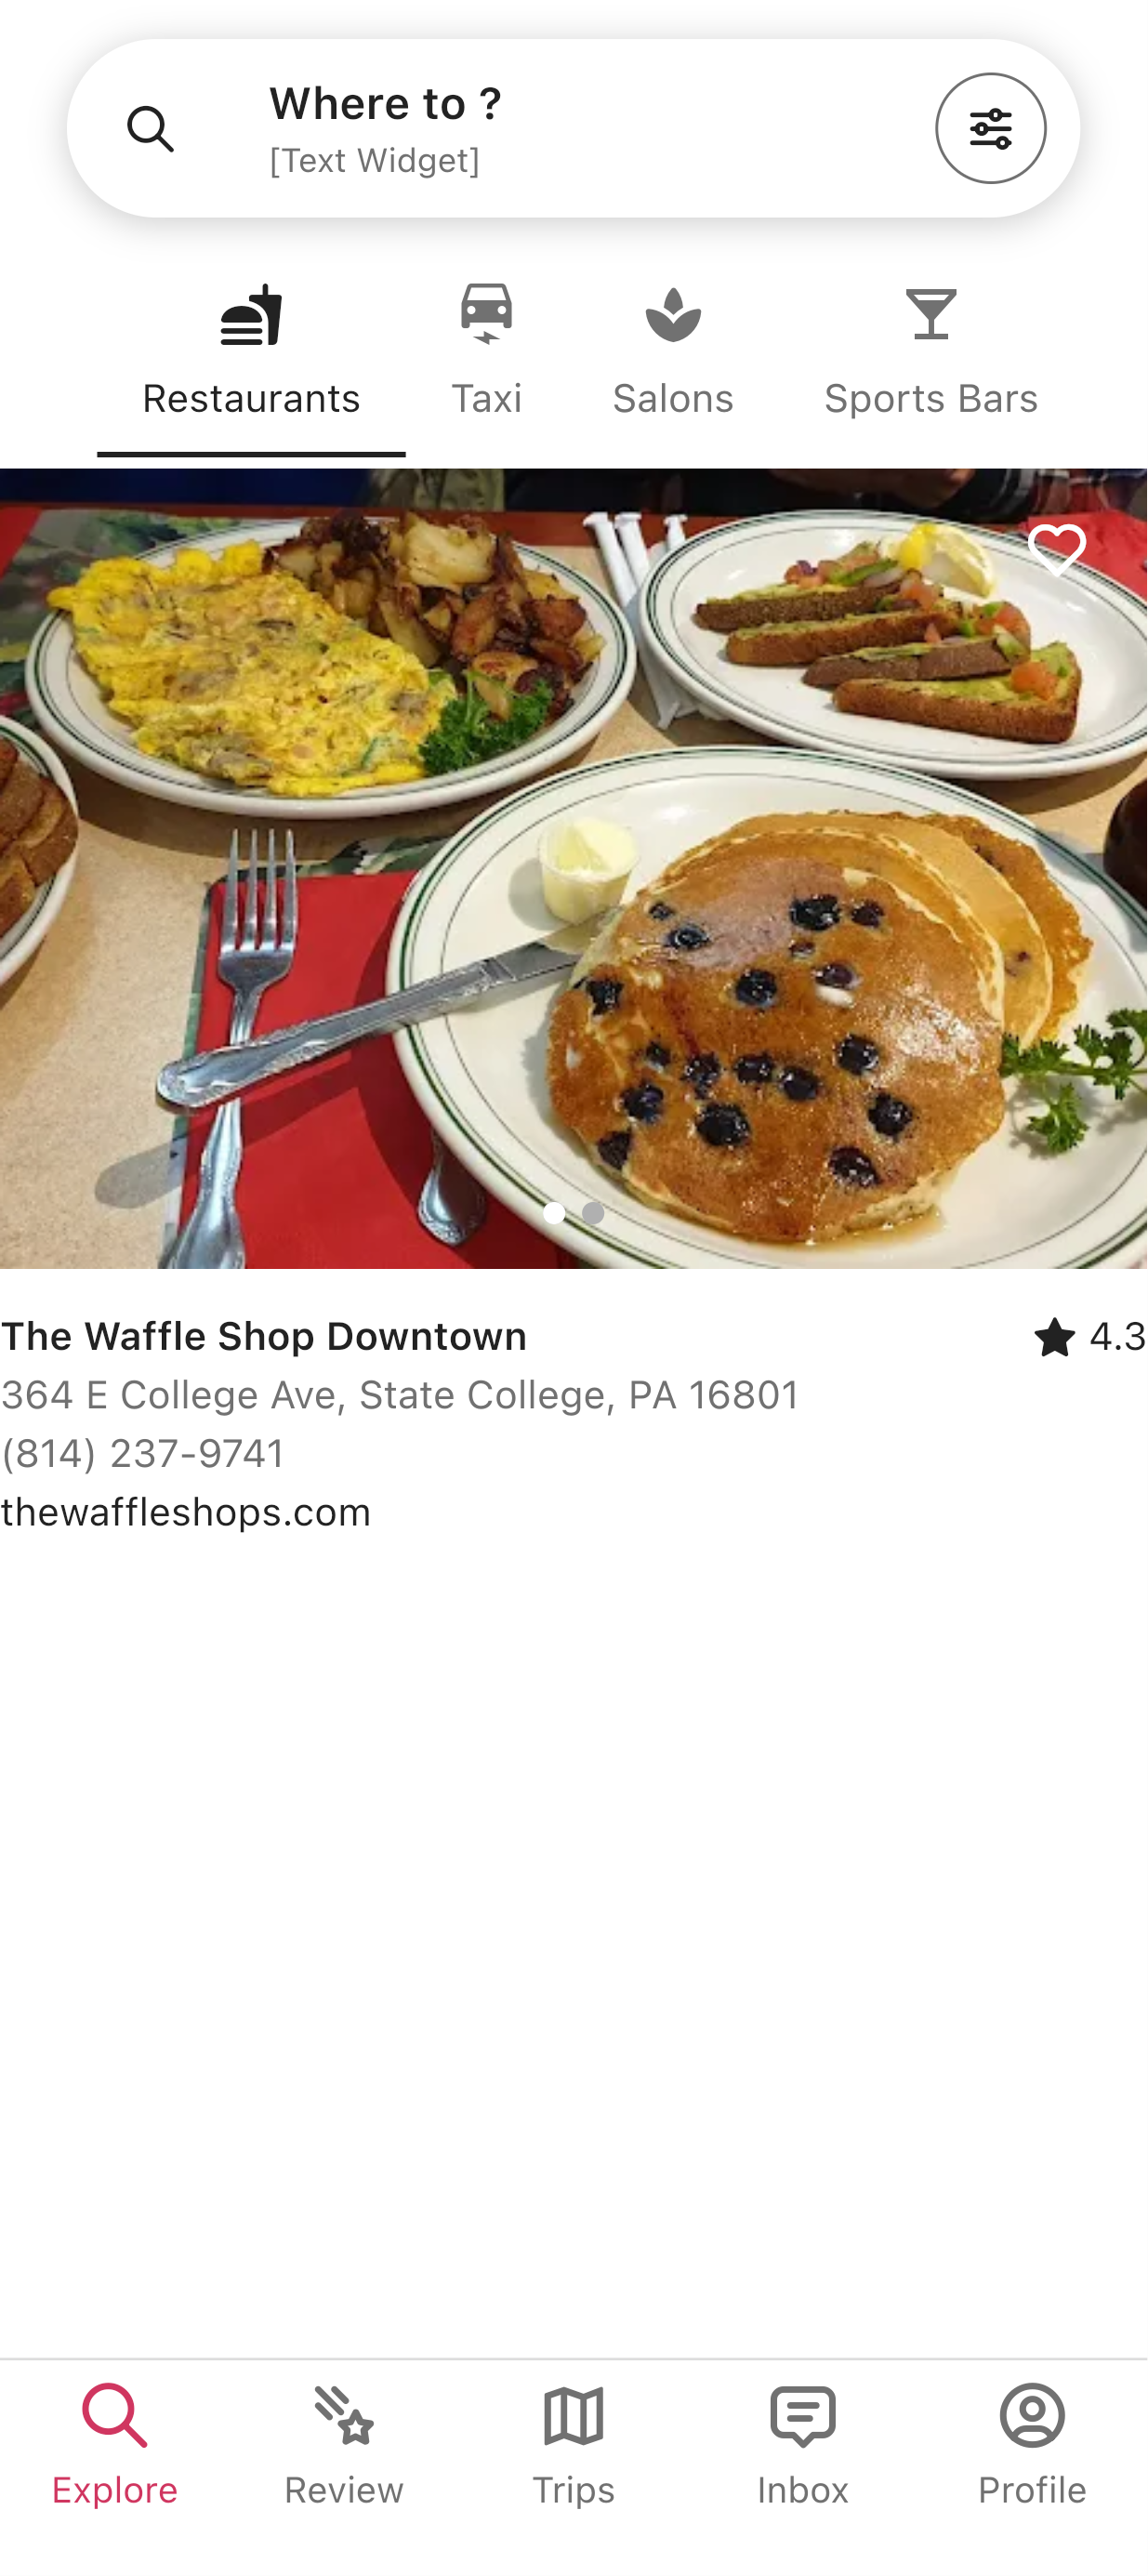 Where to ?
[Text Widget]
Restaurants
Taxi
Salons
Sports Bars
The Waffle Shop Downtown
4.3
364 E College Ave, State College, PA 16801
(814) 237-9741
thewaffleshops.com
Explore
Review
Trips
Inbox
Profile